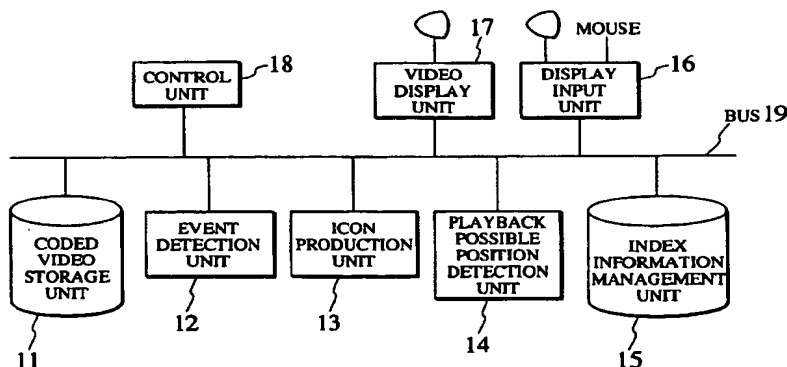 17
MOUSE
CONTROL
UNIT
18
VIDEO
DISPLAY
UNIT
DISPLAY
INPUT
UNIT
16
BUS 19
CODED
VIDEO
STORAGE
UNIT
EVENT
DETECTION
UNIT
ICON
PRODUCTION
UNIT
PLAYBACK
POSSIBLE
POSITION
DETECTION
UNIT
INDEX
INFORMATION
MANAGEMENT
UNIT
11
12
13
14
15